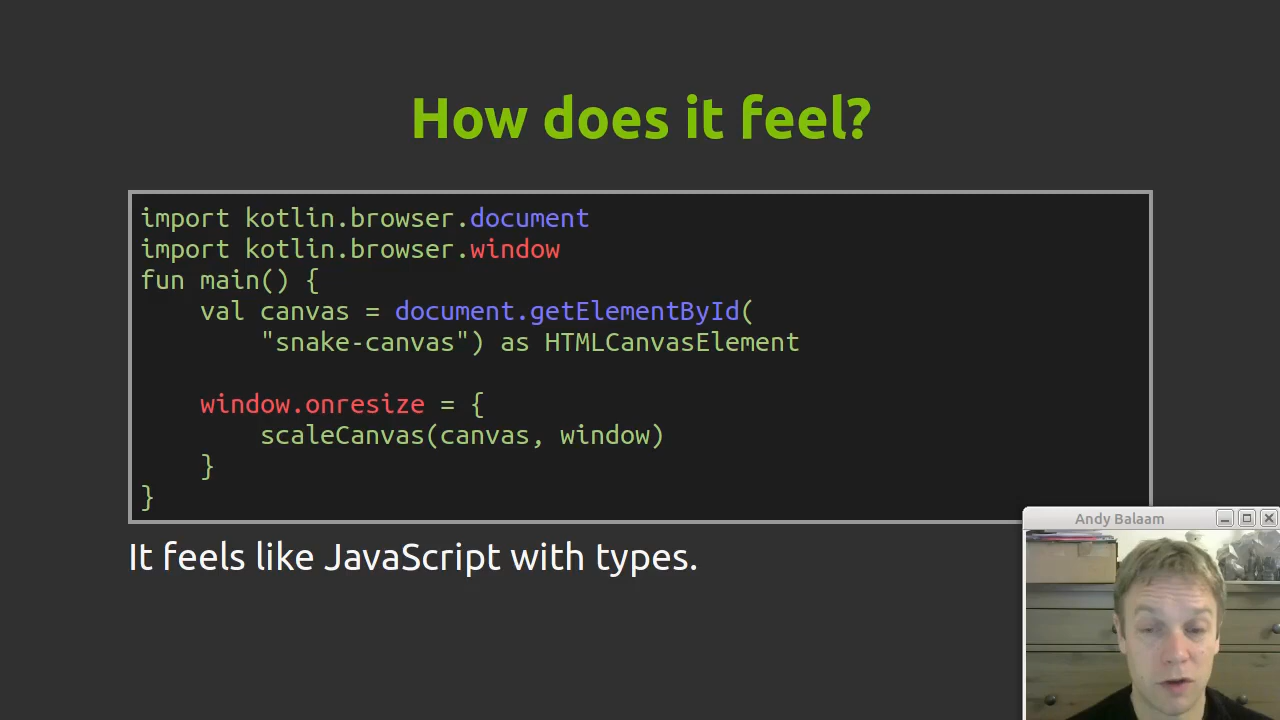 How does it feel?
import kotlin.browser.document
import kotlin.browser.window
fun main() {
    val canvas = document.getElementById(
        "snake-canvas") as HTMLCanvasElement

    window.onresize = {
        scaleCanvas(canvas, window)
    }
}
It feels like JavaScript with types.
Andy Balaam